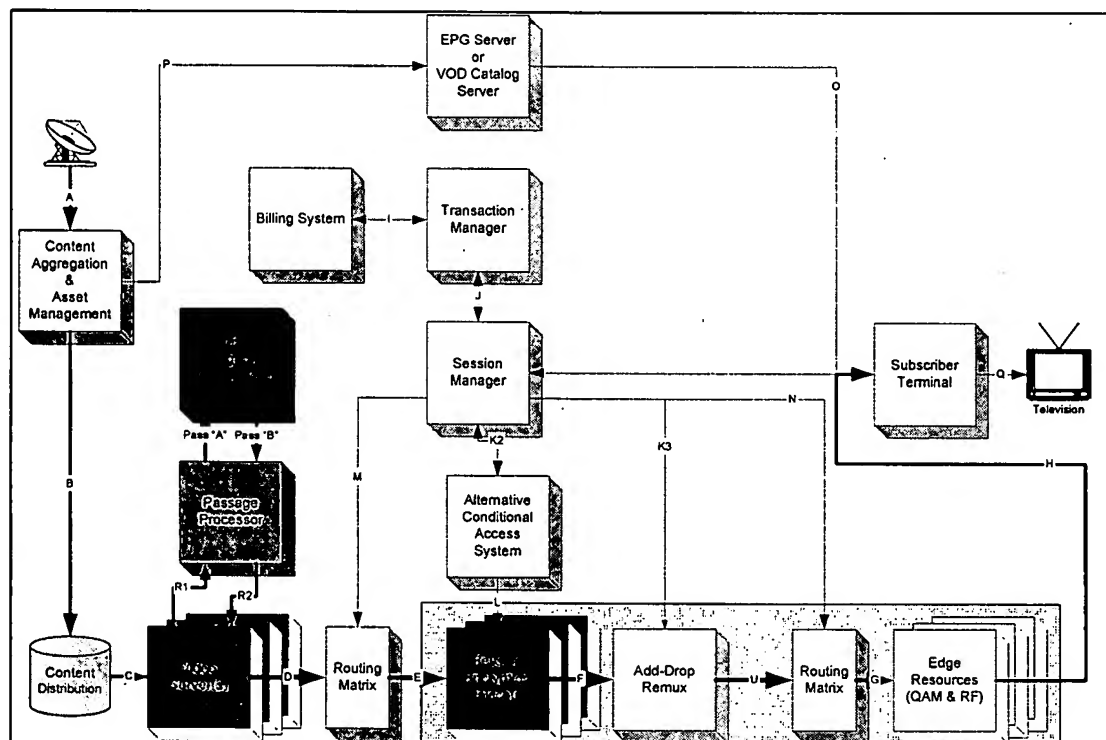 EPG Server
or
VOD Catalog
Server
P
O
A
Billing System
I
Transaction
Manager
Content
Aggregation
&
Asset
Management
J
Session
Manager
Subscriber
Terminal
Q
Television
Pass "A"
Pass "B"
K2
N
M
K3
H
B
Passage
Processor
Alternative
Conditional
Access
System
R1
R2
L
Content
Distribution
C
D
Routing
Matrix
E
F
Add-Drop
Remux
U
Routing
Matrix
G
Edge
Resources
(QAM & RF)